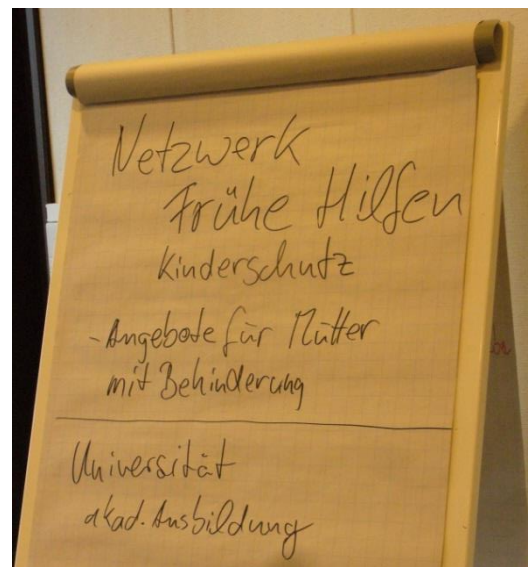 Netzwerk
Frühe Hilfen
Kinderschutz
- Angebote für Mütter
mit Behinderung
Universität
akad. Ausbildung